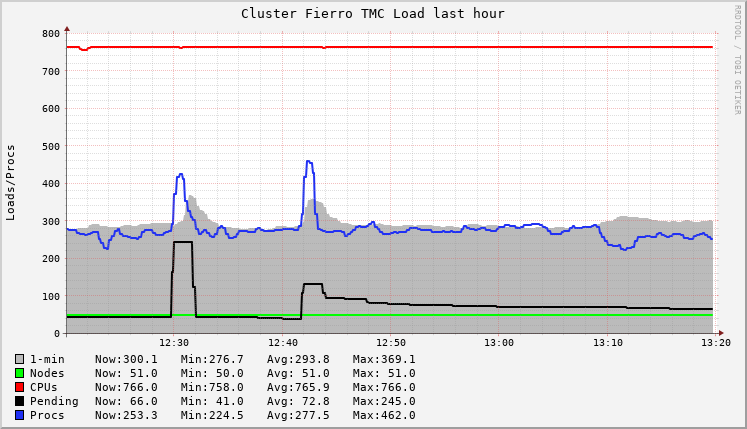 Cluster Fierro TMC Load last hour
RRDTOOL / TOBI OETIKER
Loads/Procs
800
700
600
500
400
300
200
100
0
12:30 12:40 12:50 13:00 13:10 13:20
1-min Now:300.1 Min:276.7 Avg:293.8 Max:369.1
Nodes Now: 51.0 Min: 50.0 Avg: 51.0 Max: 51.0
CPUs Now:766.0 Min:758.0 Avg:765.9 Max:766.0
Pending Now: 66.0 Min: 41.0 Avg: 72.8 Max:245.0
Procs Now:253.3 Min:224.5 Avg:277.5 Max:462.0